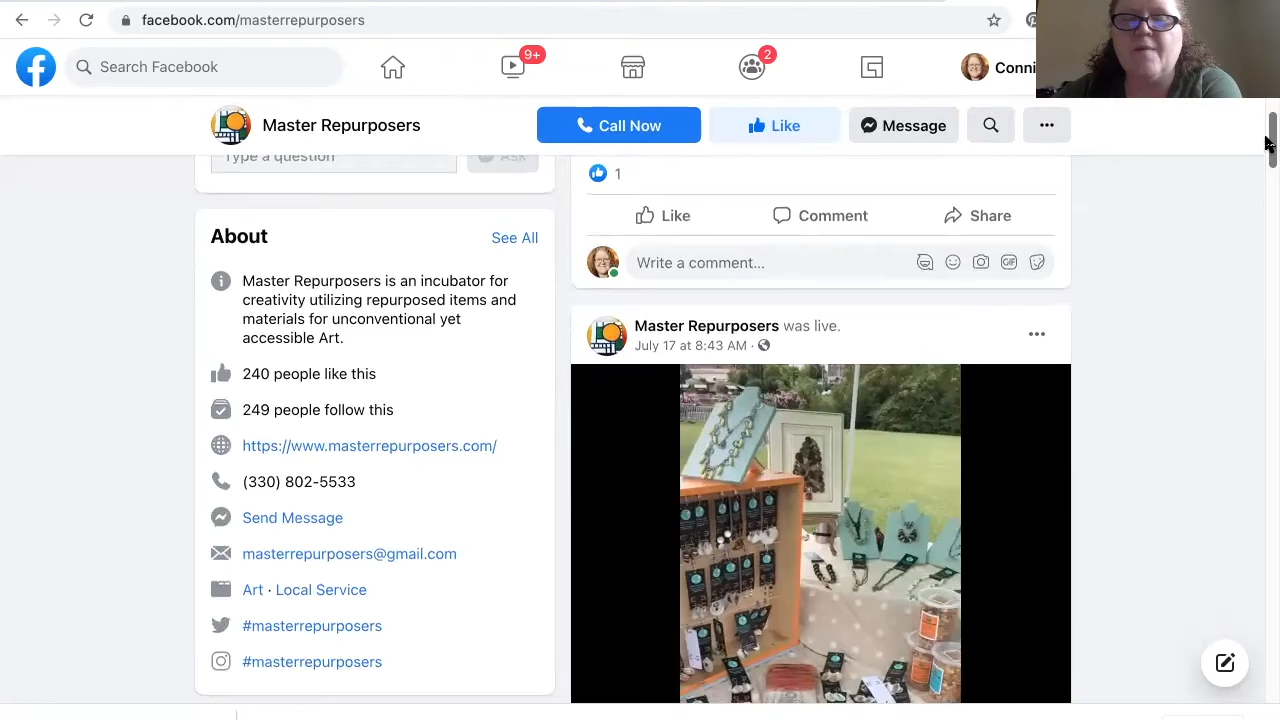 facebook.com/masterrepurposers
Search Facebook
9+
2
Conni
Master Repurposers
Call Now
Like
Message
Type a question
Ask
1
Like
Comment
Share
Write a comment...
GIF
About
See All
Master Repurposers is an incubator for
creativity utilizing repurposed items and
materials for unconventional yet
accessible Art.
240 people like this
249 people follow this
https://www.masterrepurposers.com/
(330) 802-5533
Send Message
masterrepurposers@gmail.com
Art · Local Service
#masterrepurposers
#masterrepurposers
Master Repurposers was live.
July 17 at 8:43 AM ·